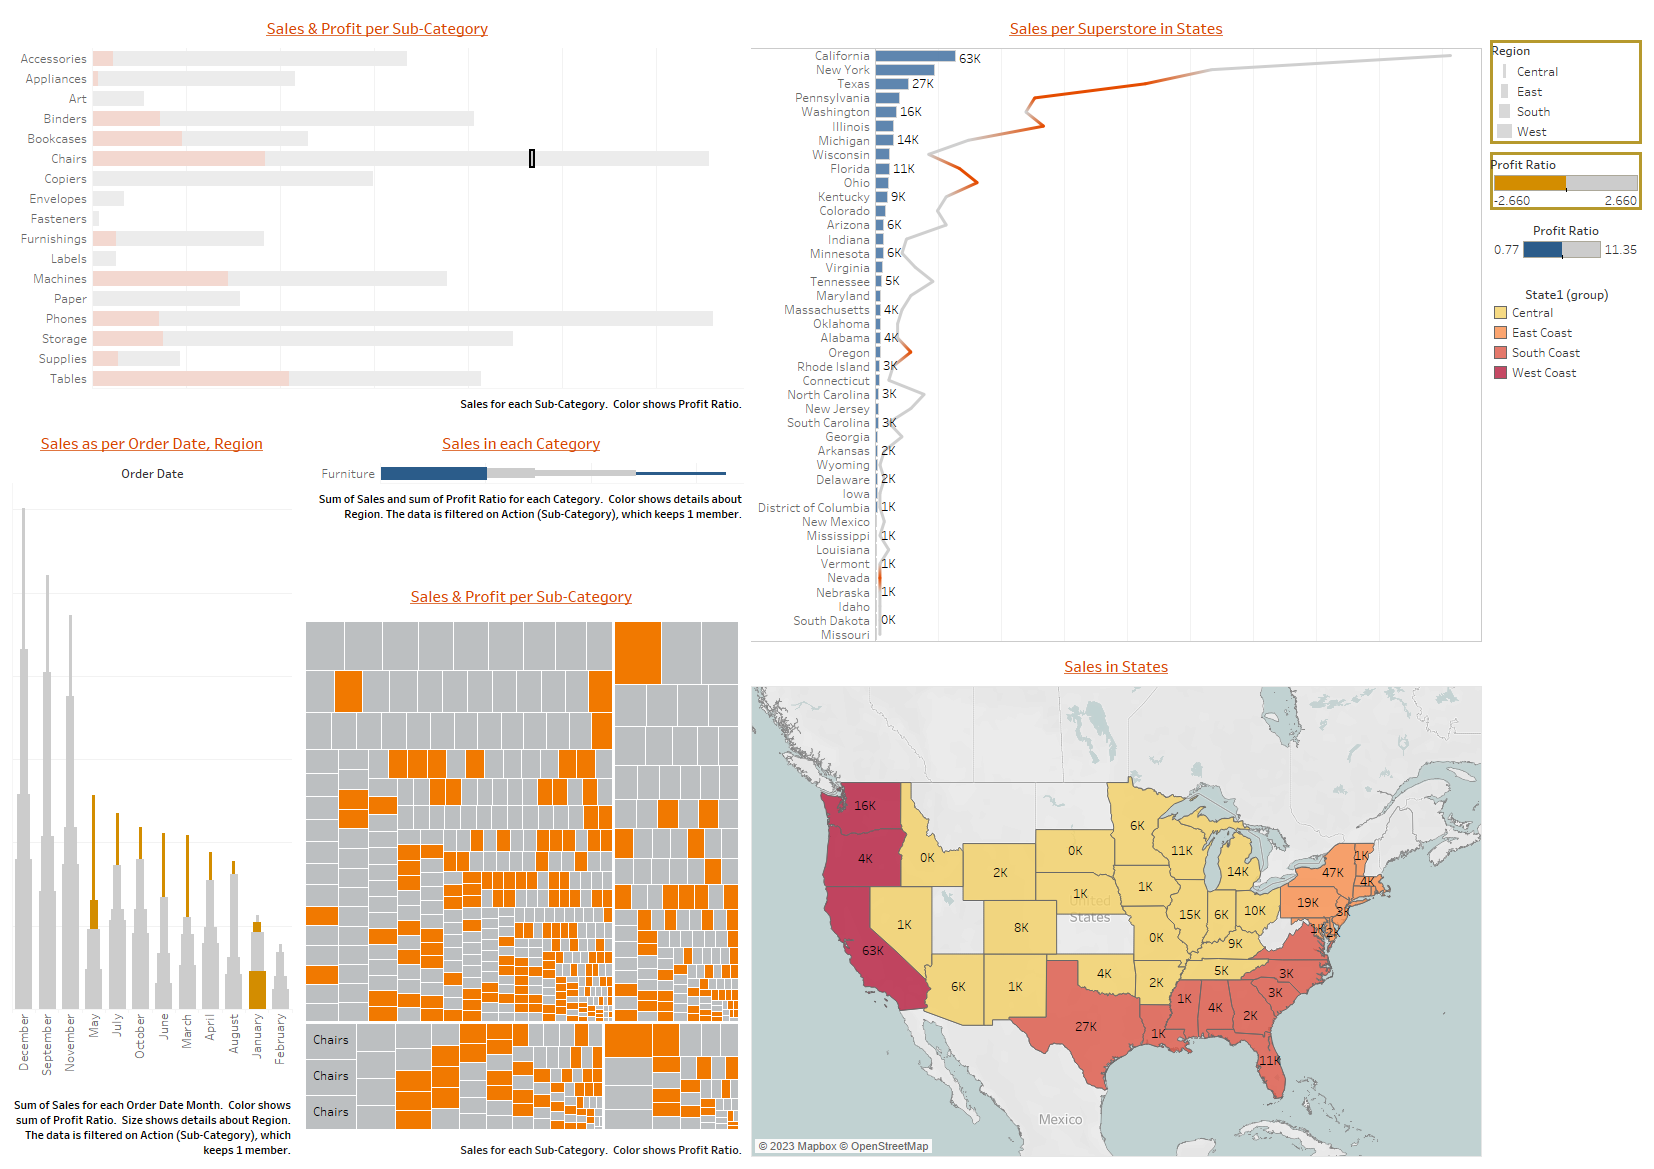 Sales & Profit per Sub-Category
Accessories
Appliances
Art
Binders
Bookcases
Chairs
Copiers
Envelopes
Fasteners
Furnishings
Labels
Machines
Paper
Phones
Storage
Supplies
Tables
Sales for each Sub-Category.  Color shows Profit Ratio.
Sales as per Order Date, Region
Order Date
December
September
November
May
July
October
June
March
April
August
January
February
Sum of Sales for each Order Date Month.  Color shows
sum of Profit Ratio.  Size shows details about Region.
The data is filtered on Action (Sub-Category), which
keeps 1 member.
Sales in each Category
Furniture
Sum of Sales and sum of Profit Ratio for each Category.  Color shows details about
Region. The data is filtered on Action (Sub-Category), which keeps 1 member.
Sales & Profit per Sub-Category
Chairs
Chairs
Chairs
Sales for each Sub-Category.  Color shows Profit Ratio.
Sales per Superstore in States
California 63K
New York
Texas 27K
Pennsylvania
Washington 16K
Illinois
Michigan 14K
Wisconsin
Florida 11K
Ohio
Kentucky 9K
Colorado
Arizona 6K
Indiana
Minnesota 6K
Virginia
Tennessee 5K
Maryland
Massachusetts 4K
Oklahoma
Alabama 4K
Oregon
Rhode Island 3K
Connecticut
North Carolina 3K
New Jersey
South Carolina 3K
Georgia
Arkansas 2K
Wyoming
Delaware 2K
Iowa
District of Columbia 1K
New Mexico
Mississippi 1K
Louisiana
Vermont 1K
Nevada
Nebraska 1K
Idaho
South Dakota 0K
Missouri
Region
Central
East
South
West
Profit Ratio
-2.660 2.660
Profit Ratio
0.77 11.35
State1 (group)
Central
East Coast
South Coast
West Coast
Sales in States
16K
6K
4K
0K
0K
11K
14K
47K
1K
2K
1K
1K
4K
19K
3K
15K
6K
10K
United
States
1K
8K
0K
9K
1K
2K
63K
5K
3K
4K
2K
6K
1K
3K
1K
4K
2K
27K
1K
11K
Mexico
© 2023 Mapbox © OpenStreetMap